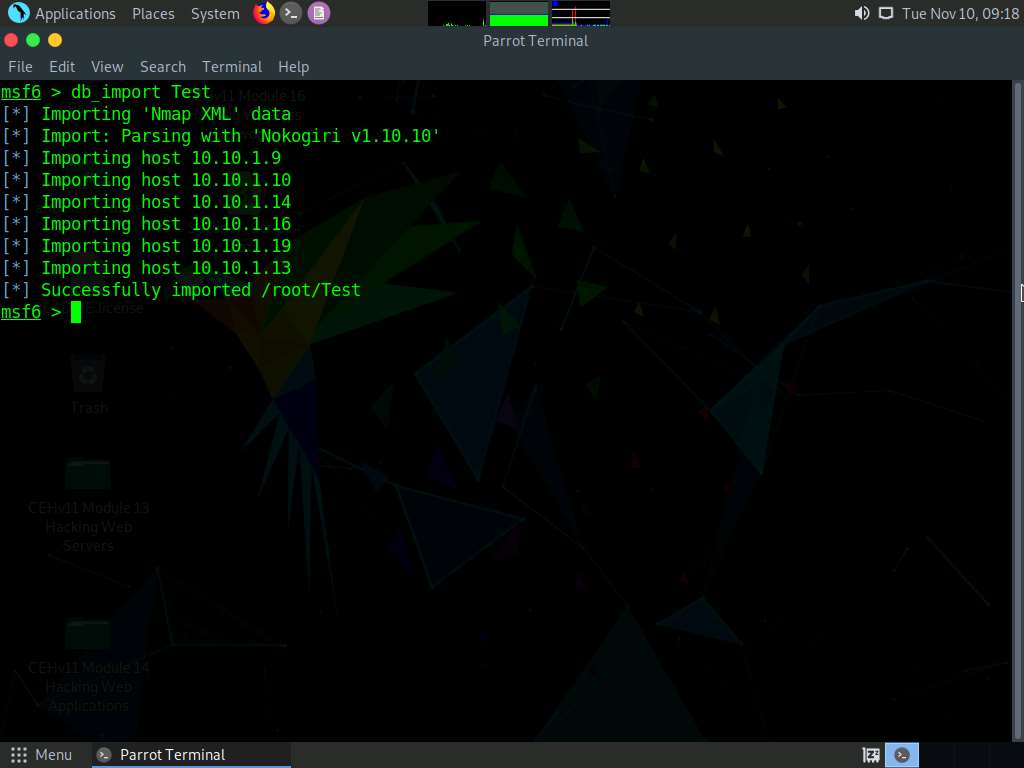 Applications Places System Tue Nov 10, 09:18
Parrot Terminal
File Edit View Search Terminal Help
msf6 > db_import Test
[*] Importing 'Nmap XML' data
[*] Import: Parsing with 'Nokogiri v1.10.10'
[*] Importing host 10.10.1.9
[*] Importing host 10.10.1.10
[*] Importing host 10.10.1.14
[*] Importing host 10.10.1.16
[*] Importing host 10.10.1.19
[*] Importing host 10.10.1.13
[*] Successfully imported /root/Test
msf6 >
Trash
CEHv11 Module 13
Hacking Web
Servers
CEHv11 Module 14
Hacking Web
Applications
Menu Parrot Terminal